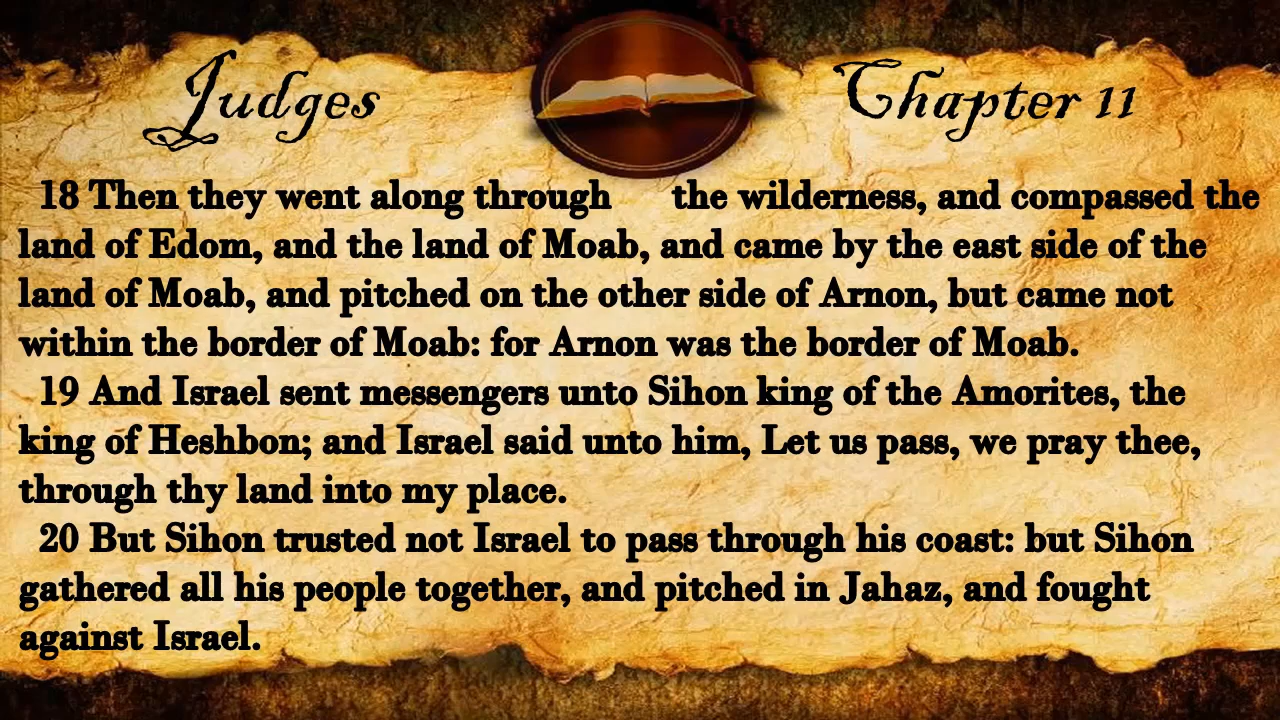 Judges
Chapter 11
18 Then they went along through the wilderness, and compassed the
land of Edom, and the land of Moab, and came by the east side of the
land of Moab, and pitched on the other side of Arnon, but came not
within the border of Moab: for Arnon was the border of Moab.
19 And Israel sent messengers unto Sihon king of the Amorites, the
king of Heshbon; and Israel said unto him, Let us pass, we pray thee,
through thy land into my place.
20 But Sihon trusted not Israel to pass through his coast: but Sihon
gathered all his people together, and pitched in Jahaz, and fought
against Israel.